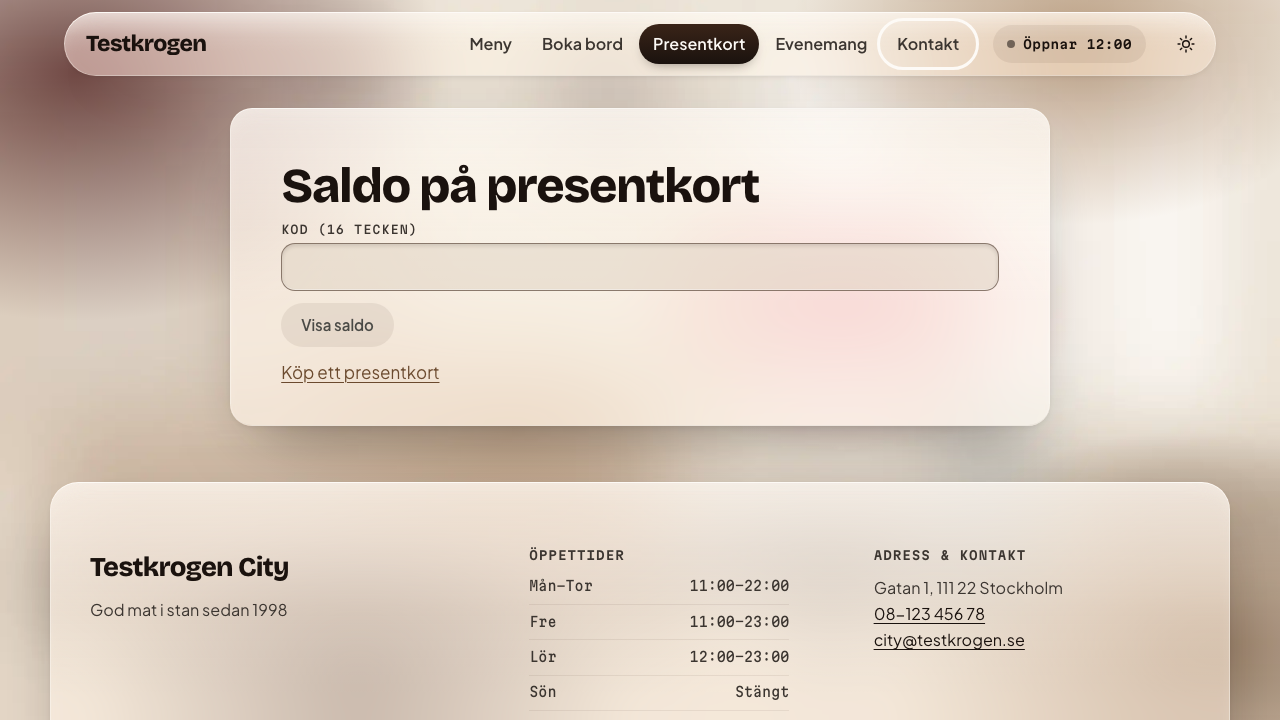 Testkrogen
Meny
Boka bord
Presentkort
Evenemang
Kontakt
Öppnar 12:00
Saldo på presentkort
KOD (16 TECKEN)
Visa saldo
Köp ett presentkort
Testkrogen City
God mat i stan sedan 1998
ÖPPETTIDER
Mån–Tor 11:00–22:00
Fre 11:00–23:00
Lör 12:00–23:00
Sön Stängt
ADRESS & KONTAKT
Gatan 1, 111 22 Stockholm
08-123 456 78
city@testkrogen.se